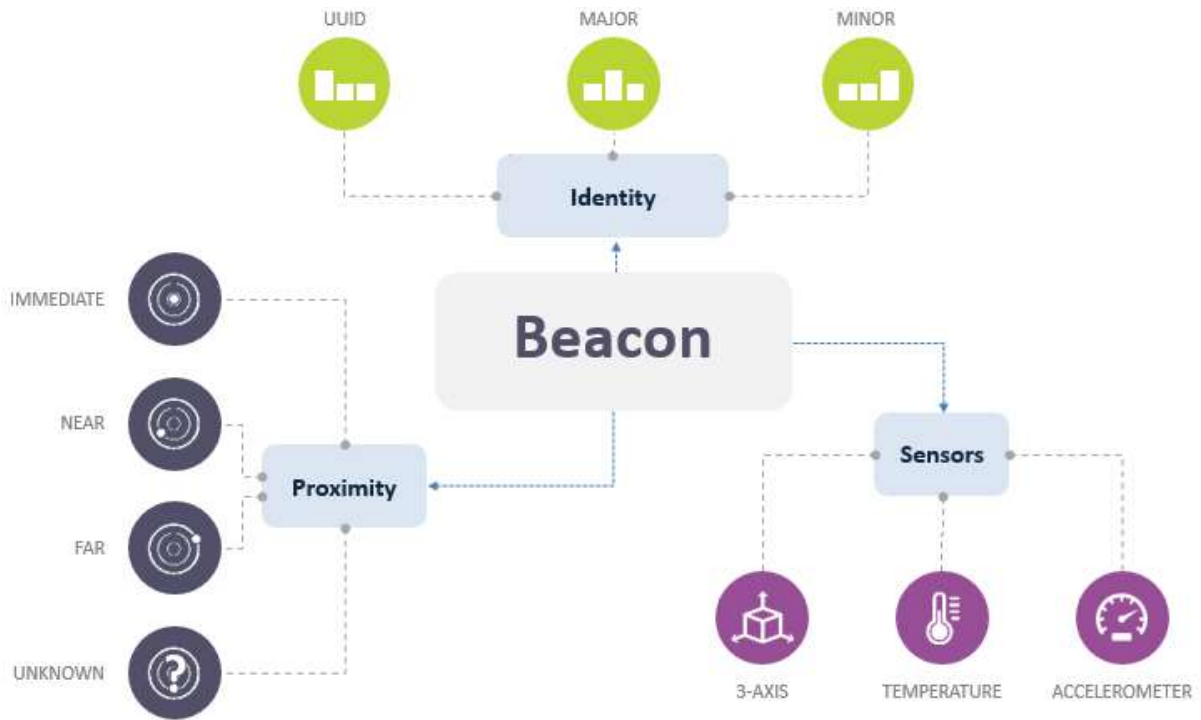 UUID
MAJOR
MINOR
Identity
IMMEDIATE
Beacon
NEAR
Sensors
Proximity
FAR
UNKNOWN
?
3-AXIS
TEMPERATURE
ACCELEROMETER